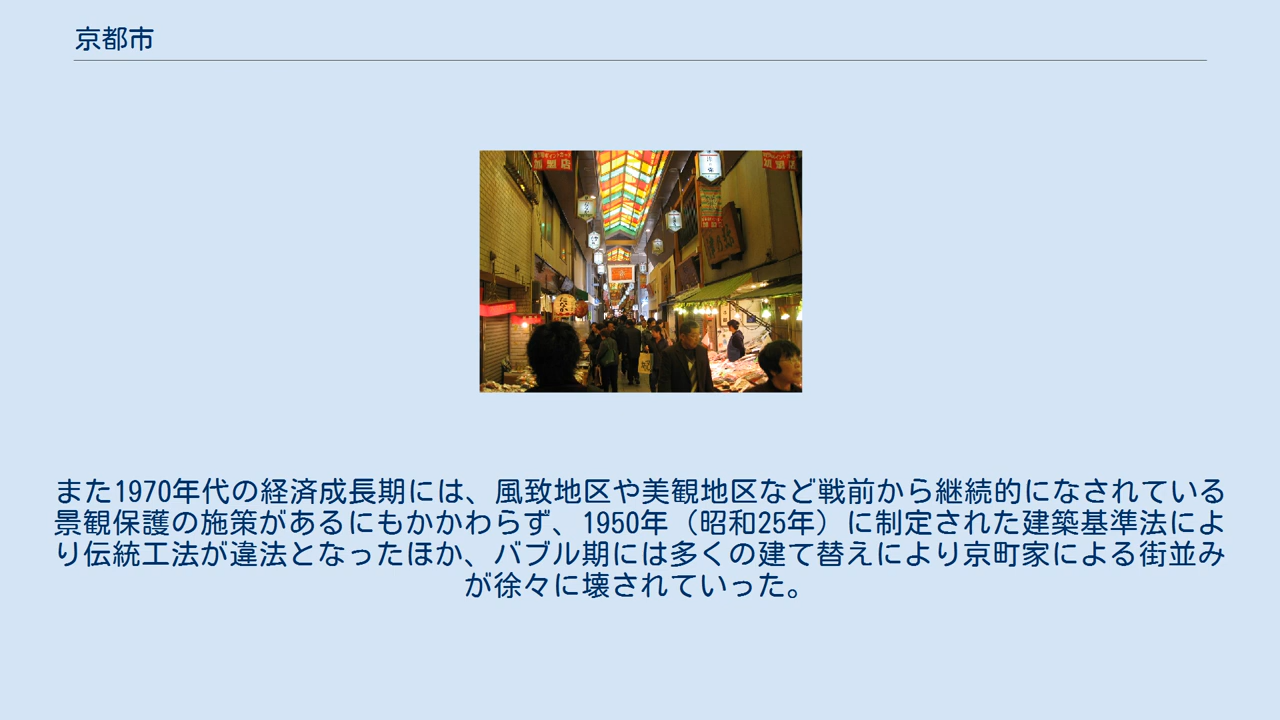 京都市
加盟店
加盟店
また1970年代の経済成長期には、風致地区や美観地区など戦前から継続的になされている
景観保護の施策があるにもかかわらず、1950年（昭和25年）に制定された建築基準法によ
り伝統工法が違法となったほか、バブル期には多くの建て替えにより京町家による街並み
が徐々に壊されていった。